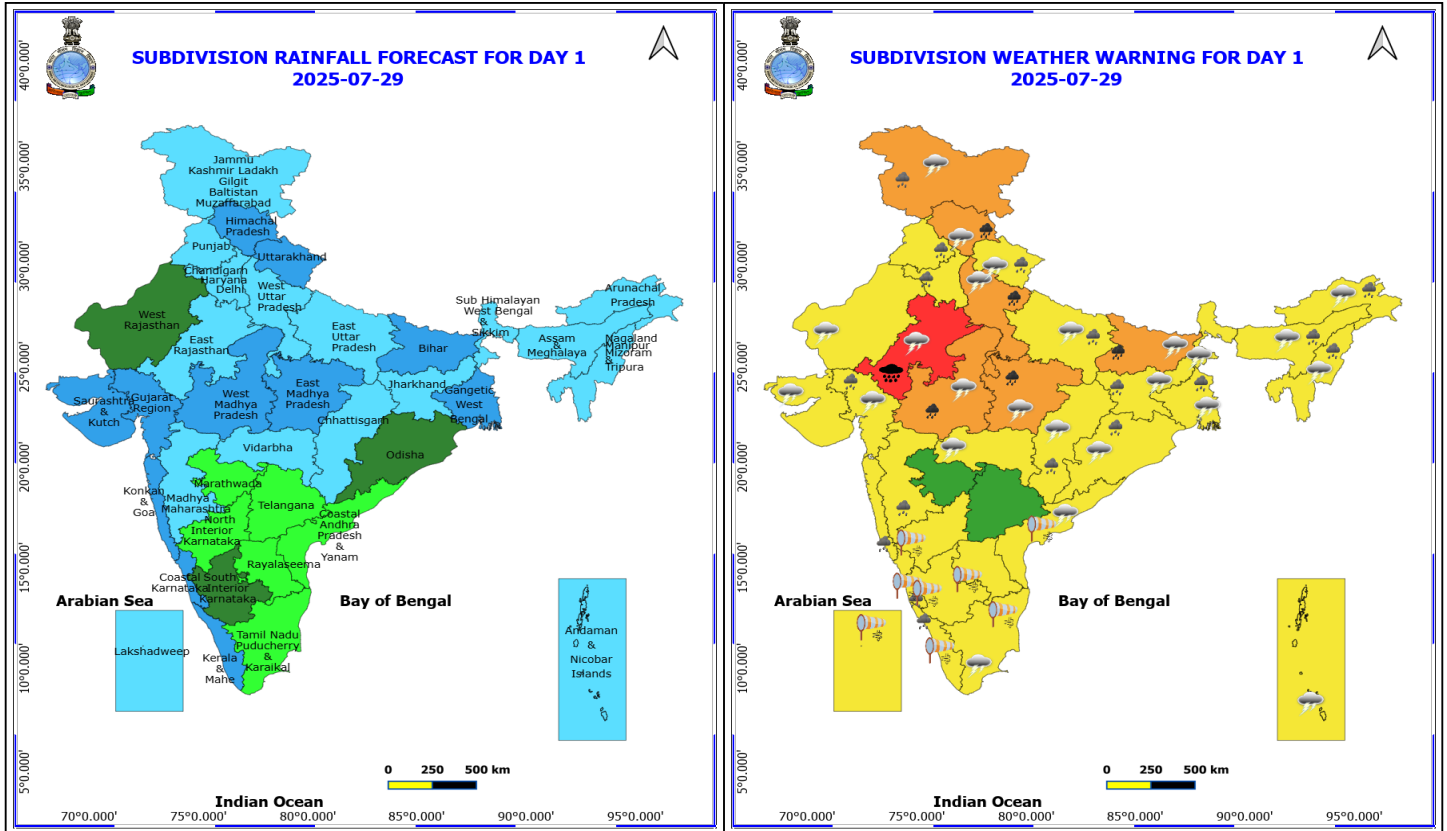 SUBDIVISION RAINFALL FORECAST FOR DAY 1
2025-07-29
40°0.000'
35°0.000'
30°0.000'
25°0.000'
20°0.000'
15°0.000'
10°0.000'
5°0.000'
Jammu
Kashmir Ladakh
Gilgit
Baltistan
Muzaffarabad
Himachal
Pradesh
Punjab
Uttarakhand
Chandigarh
Haryana
Delhi
West
Uttar
Pradesh
Arunachal
Pradesh
Sub Himalayan
West Bengal
&
Sikkim
West
Rajasthan
East
Rajasthan
East
Uttar
Pradesh
Bihar
Assam
&
Meghalaya
Nagaland
Manipur
Mizoram
&
Tripura
Saurashtra
&
Kutch
Gujarat
Region
West
Madhya
Pradesh
East
Madhya
Pradesh
Jharkhand
Gangetic
West
Bengal
Chhattisgarh
Vidarbha
Odisha
Konkan
&
Goa
Madhya
Maharashtra
Marathwada
Telangana
North
Interior
Karnataka
Coastal
Andhra
Pradesh
&
Yanam
Rayalaseema
Coastal
Karnataka
South
Interior
Karnataka
Arabian Sea
Bay of Bengal
Lakshadweep
Kerala
&
Mahe
Tamil Nadu
Puducherry
&
Karaikal
Andaman
&
Nicobar
Islands
0 250 500 km
Indian Ocean
70°0.000' 75°0.000' 80°0.000' 85°0.000' 90°0.000' 95°0.000'
SUBDIVISION WEATHER WARNING FOR DAY 1
2025-07-29
40°0.000'
35°0.000'
30°0.000'
25°0.000'
20°0.000'
15°0.000'
10°0.000'
5°0.000'
Arabian Sea
Bay of Bengal
0 250 500 km
Indian Ocean
70°0.000' 75°0.000' 80°0.000' 85°0.000' 90°0.000' 95°0.000'